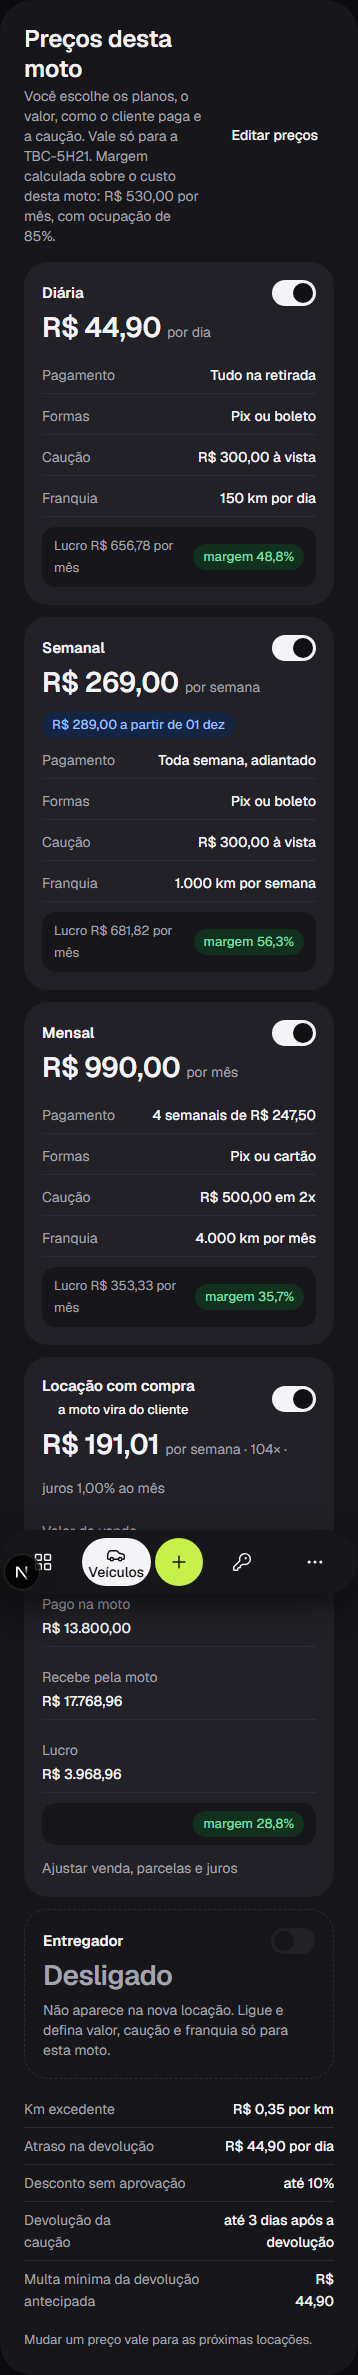 Preços desta
moto
Você escolhe os planos, o
valor, como o cliente paga e
a caução. Vale só para a
TBC-5H21. Margem
calculada sobre o custo
desta moto: R$ 530,00 por
mês, com ocupação de
85%.
Editar preços
Diária
R$ 44,90 por dia
Pagamento Tudo na retirada
Formas Pix ou boleto
Caução R$ 300,00 à vista
Franquia 150 km por dia
Lucro R$ 656,78 por
mês
margem 48,8%
Semanal
R$ 269,00 por semana
R$ 289,00 a partir de 01 dez
Pagamento Toda semana, adiantado
Formas Pix ou boleto
Caução R$ 300,00 à vista
Franquia 1.000 km por semana
Lucro R$ 681,82 por
mês
margem 56,3%
Mensal
R$ 990,00 por mês
Pagamento 4 semanais de R$ 247,50
Formas Pix ou cartão
Caução R$ 500,00 em 2x
Franquia 4.000 km por mês
Lucro R$ 353,33 por
mês
margem 35,7%
Locação com compra
a moto vira do cliente
R$ 191,01 por semana · 104× ·
juros 1,00% ao mês
Valor de venda
N
Veículos
Pago na moto
R$ 13.800,00
Recebe pela moto
R$ 17.768,96
Lucro
R$ 3.968,96
margem 28,8%
Ajustar venda, parcelas e juros
Entregador
Desligado
Não aparece na nova locação. Ligue e
defina valor, caução e franquia só para
esta moto.
Km excedente R$ 0,35 por km
Atraso na devolução R$ 44,90 por dia
Desconto sem aprovação até 10%
Devolução da
caução
até 3 dias após a
devolução
Multa mínima da devolução
antecipada
R$
44,90
Mudar um preço vale para as próximas locações.